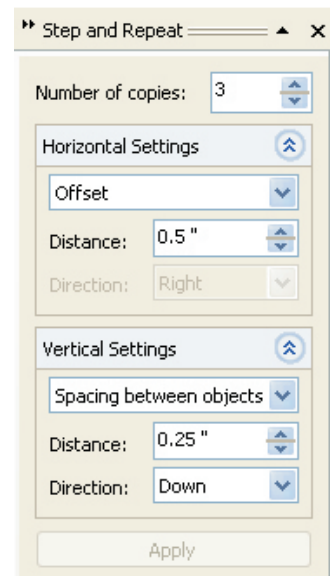 Step and Repeat
Number of copies: 3
Horizontal Settings
Offset
Distance: 0.5 "
Direction: Right
Vertical Settings
Spacing between objects
Distance: 0.25 "
Direction: Down
Apply